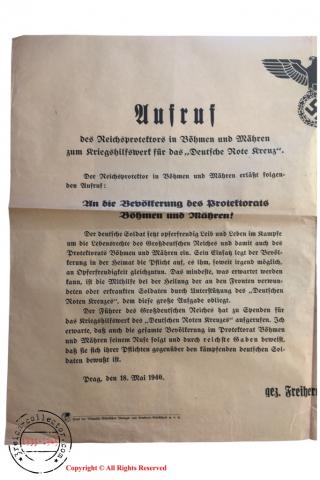 Aufruf
des Reichsprotektors in Böhmen und Mähren
zum Kriegshilfswerk für das „Deutsche Rote Kreuz“.
Der Reichsprotektor in Böhmen und Mähren erläßt folgen-
den Aufruf:
An die Bevölkerung des Protektorats
Böhmen und Mähren!
Der deutsche Soldat setzt opferfreudig Leib und Leben im Kampfe
um die Lebensrechte des Großdeutschen Reiches und damit auch des
Protektorats Böhmen und Mähren ein. Sein Einsatz legt der Bevöl-
kerung in der Heimat die Pflicht auf, es ihm, soweit irgend möglich,
an Opferfreudigkeit gleichzutun. Das mindeste, was erwartet werden
kann, ist die Mithilfe bei der Heilung der an den Fronten verwun-
deten oder erkrankten Soldaten durch Unterstützung des „Deutschen
Roten Kreuzes“, dem diese große Aufgabe obliegt.
Der Führer des Großdeutschen Reiches hat zu Spenden für
das Kriegshilfswerk des „Deutschen Roten Kreuzes“ aufgerufen. Ich
erwarte, daß auch die gesamte Bevölkerung im Protektorat Böhmen
und Mähren seinem Rufe folgt und durch reichste Gaben beweist,
daß sie sich ihrer Pflichten gegenüber den kämpfenden deutschen Sol-
daten bewußt ist.
Prag, den 18. Mai 1940.
gez. Freiherr
3reich-collector.com
1933-1945
Copyright © All Rights Reserved